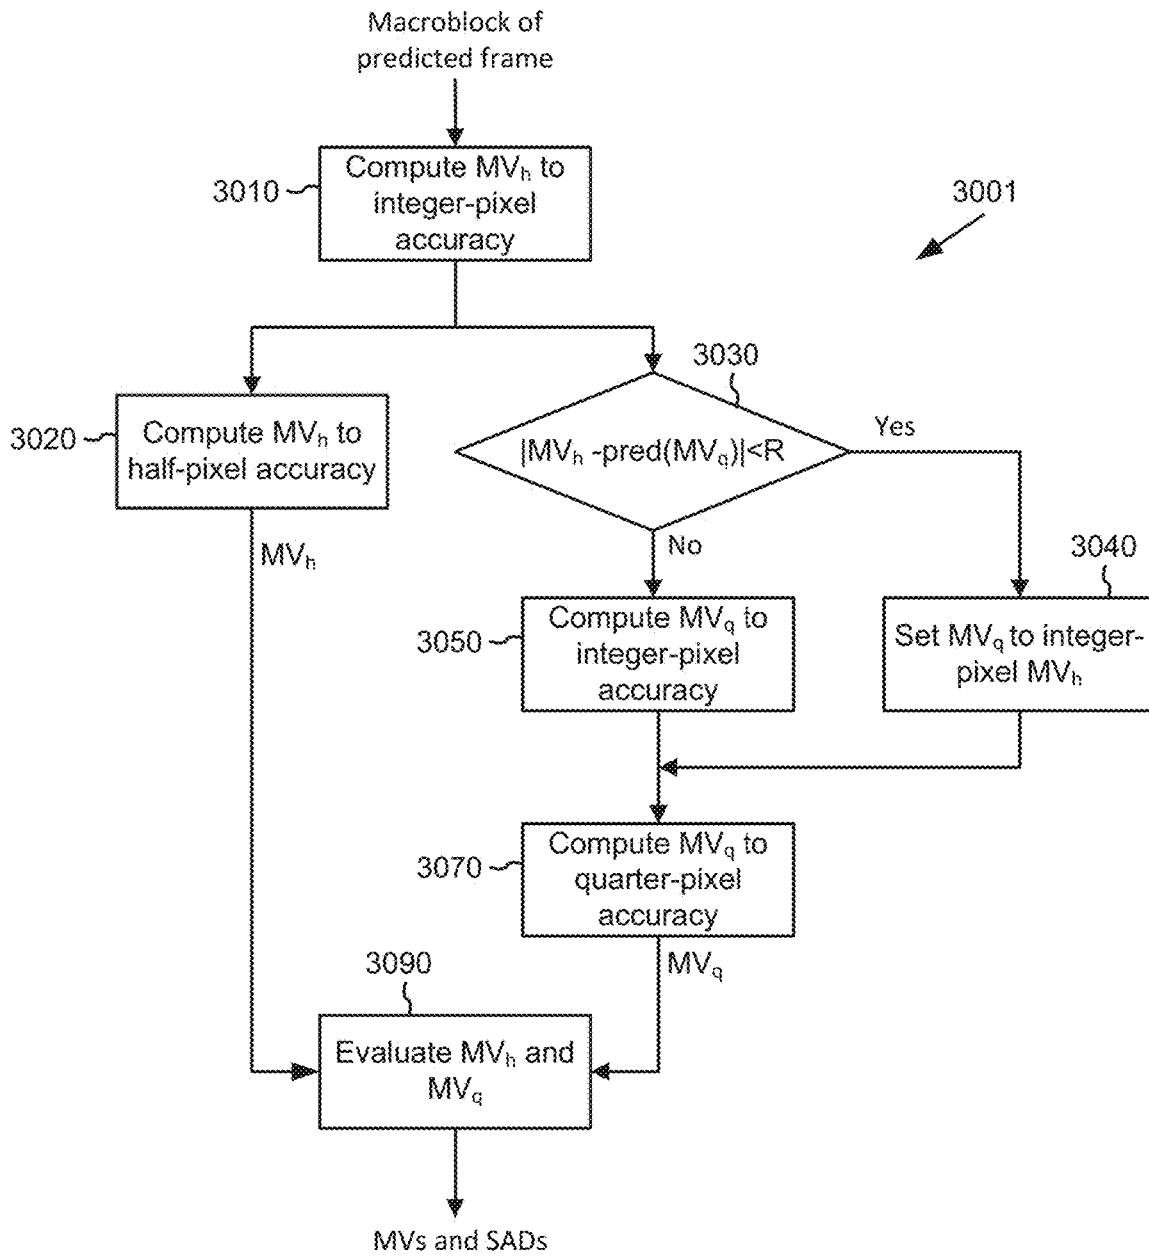 Macroblock of
predicted frame
3010
Compute MVh to
integer-pixel
accuracy
3001
3020
Compute MVh to
half-pixel accuracy
3030
|MVh -pred(MVq)|<R
Yes
No
MVh
3040
Set MVq to integer-
pixel MVh
3050
Compute MVq to
integer-pixel
accuracy
3070
Compute MVq to
quarter-pixel
accuracy
MVq
3090
Evaluate MVh and
MVq
MVs and SADs